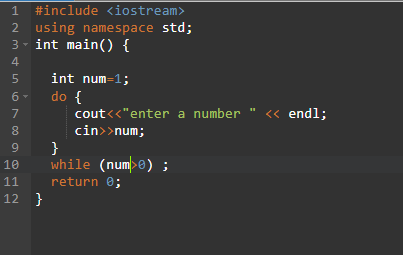 1 #include <iostream>
2 using namespace std;
3 int main() {
4
5 int num=1;
6 do {
7 cout<<"enter a number " << endl;
8 cin>>num;
9 }
10 while (num>0) ;
11 return 0;
12 }